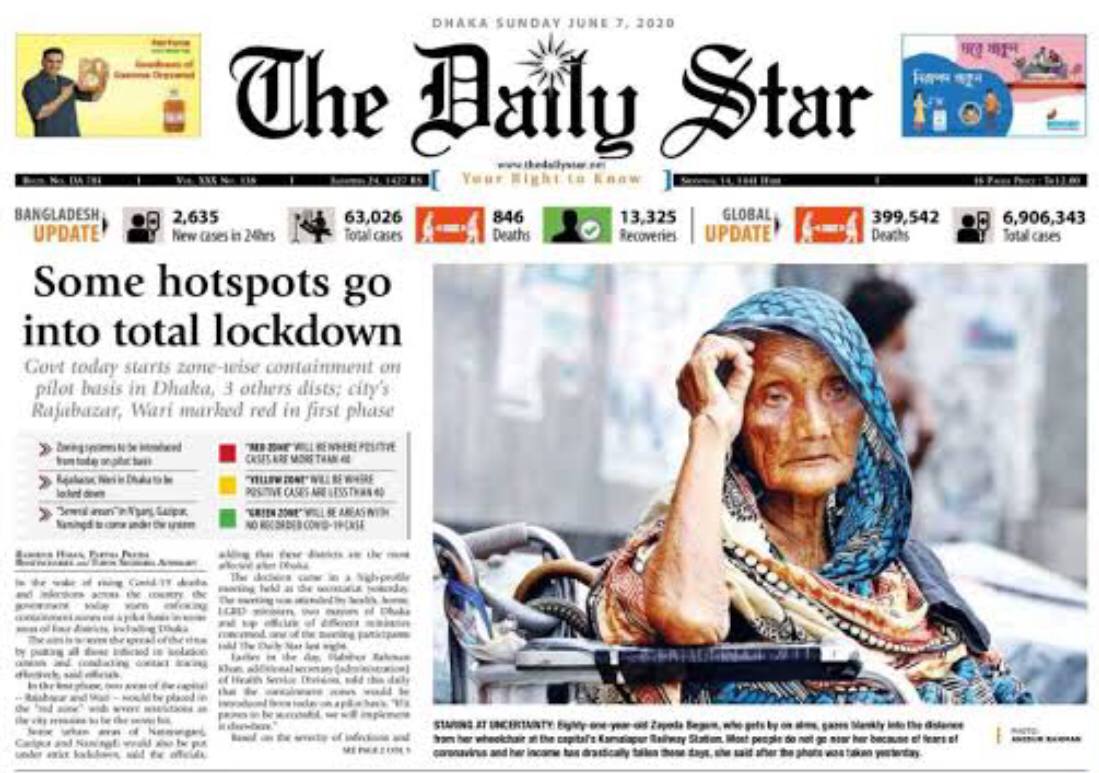 DHAKA SUNDAY JUNE 7, 2020
Goodness of
ঘরে থাকুন
নিরাপদ থাকুন
The Daily Star
www.thedailystar.net
Your Right to Know
REGD. No. DA 781
VOL. XXX No. 138
16 PAGES PRICE : Tk12.00
BANGLADESH
UPDATE
2,635
New cases in 24hrs
63,026
Total cases
846
Deaths
13,325
Recoveries
GLOBAL
UPDATE
399,542
Deaths
6,906,343
Total cases
Some hotspots go
into total lockdown
Govt today starts zone-wise containment on
pilot basis in Dhaka, 3 others dists; city's
Rajabazar, Wari marked red in first phase
Zoning systems to be introduced
from today on pilot basis
Rajabazar, Wari in Dhaka to be
locked down
"Several areas" in N'ganj, Gazipur,
Narsingdi to come under the system
"RED ZONE" WILL BE WHERE POSITIVE
CASES ARE MORE THAN 40
"YELLOW ZONE" WILL BE WHERE
POSITIVE CASES ARE LESS THAN 40
"GREEN ZONE" WILL BE AREAS WITH
NO RECORDED COVID-19 CASE
In the wake of rising Covid-19 deaths
and infections across the country, the
government today starts enforcing
containment zones on a pilot basis in some
areas of four districts, including Dhaka.
The aim is to stem the spread of the virus
by putting all those infected in isolation
centres and conducting contact tracing
effectively, said officials.
In the first phase, two areas of the capital
-- Rajabazar and Wari -- would be placed in
the "red zone" with severe restrictions as
the city remains to be the worst hit.
Some urban areas of Narayanganj,
Gazipur and Narsingdi would also be put
under strict lockdown, said the officials,
adding that these districts are the most
affected after Dhaka.
The decision came in a high-profile
meeting held at the secretariat yesterday.
The meeting was attended by health, home,
LGRD ministers, two mayors of Dhaka
and top officials of different ministries
concerned, one of the meeting participants
told The Daily Star last night.
Earlier in the day, Habibur Rahman
Khan, additional secretary (administration)
of Health Service Division, told this daily
that the containment zones would be
introduced from today on a pilot basis. "If it
proves to be successful, we will implement
it elsewhere."
Based on the severity of infections and
SEE PAGE 2 COL 5
STARING AT UNCERTAINTY: Eighty-one-year-old Zayeda Begum, who gets by on alms, gazes blankly into the distance
from her wheelchair at the capital's Kamalapur Railway Station. Most people do not go near her because of fears of
coronavirus and her income has drastically fallen these days, she said after the photo was taken yesterday.
PHOTO:
ANISUR RAHMAN